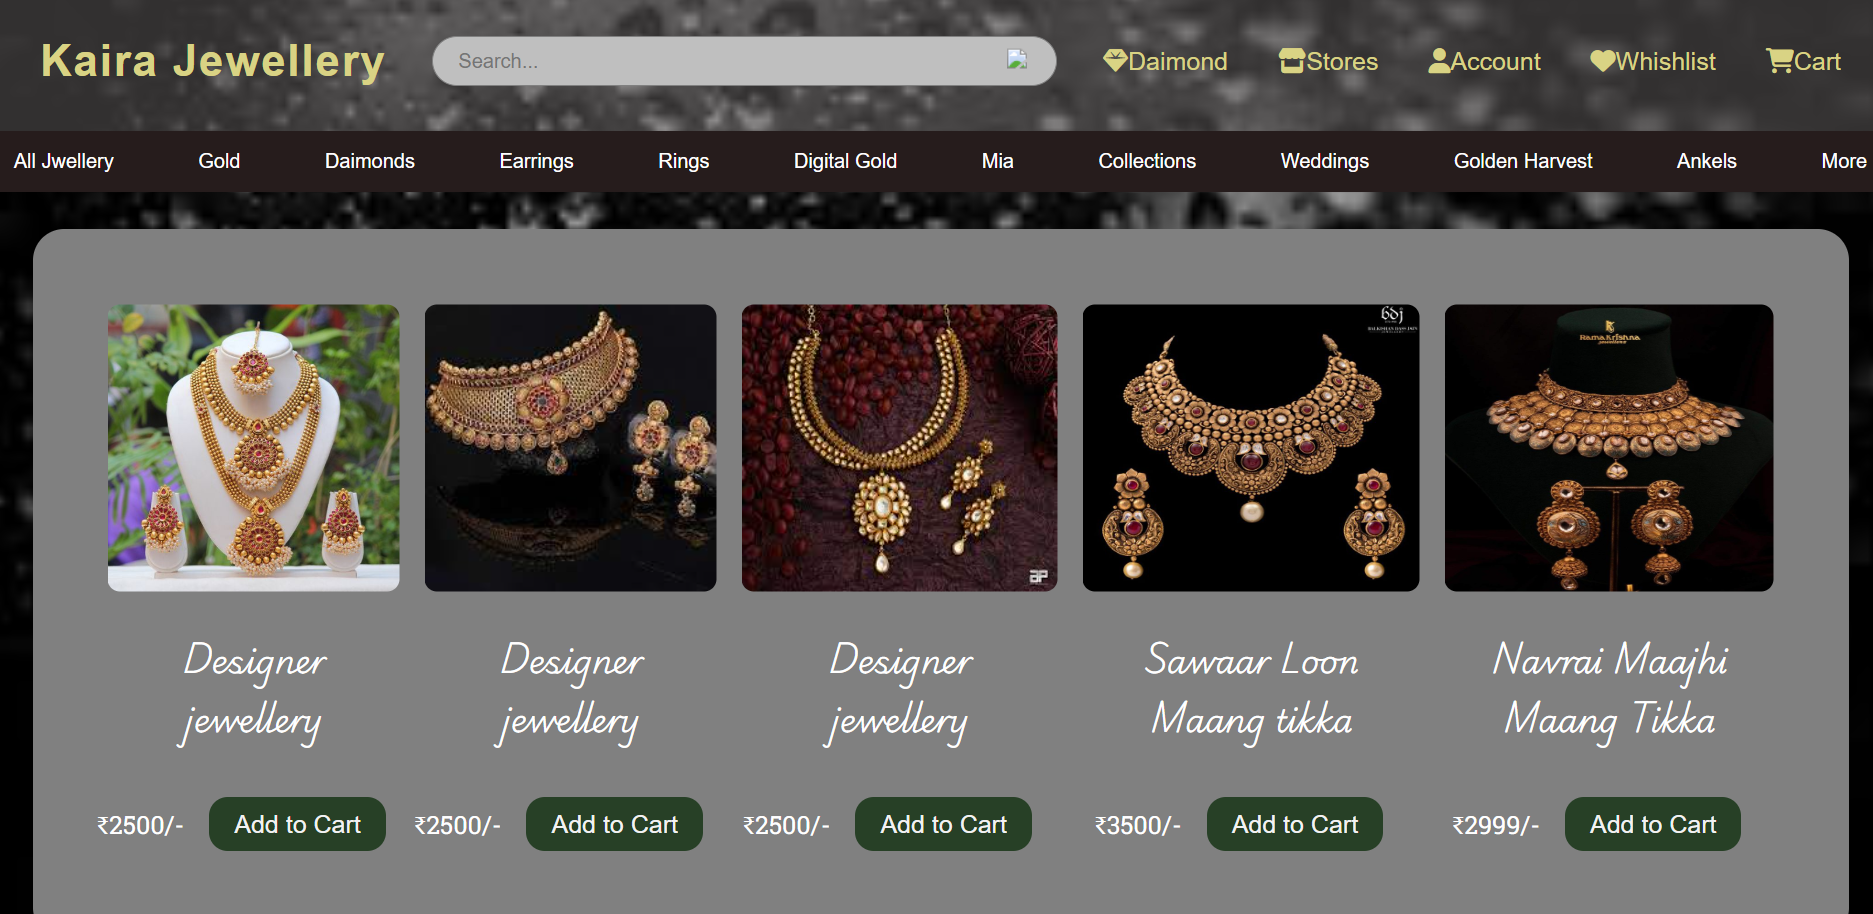 Kaira Jewellery
Search...
Daimond
Stores
Account
Whishlist
Cart
All Jwellery
Gold
Daimonds
Earrings
Rings
Digital Gold
Mia
Collections
Weddings
Golden Harvest
Ankels
More
bdj
RamaKrishna
Jewellers
Designer
jewellery
Designer
jewellery
Designer
jewellery
Sawaar Loon
Maang tikka
Navrai Maajhi
Maang Tikka
₹2500/-
Add to Cart
₹2500/-
Add to Cart
₹2500/-
Add to Cart
₹3500/-
Add to Cart
₹2999/-
Add to Cart